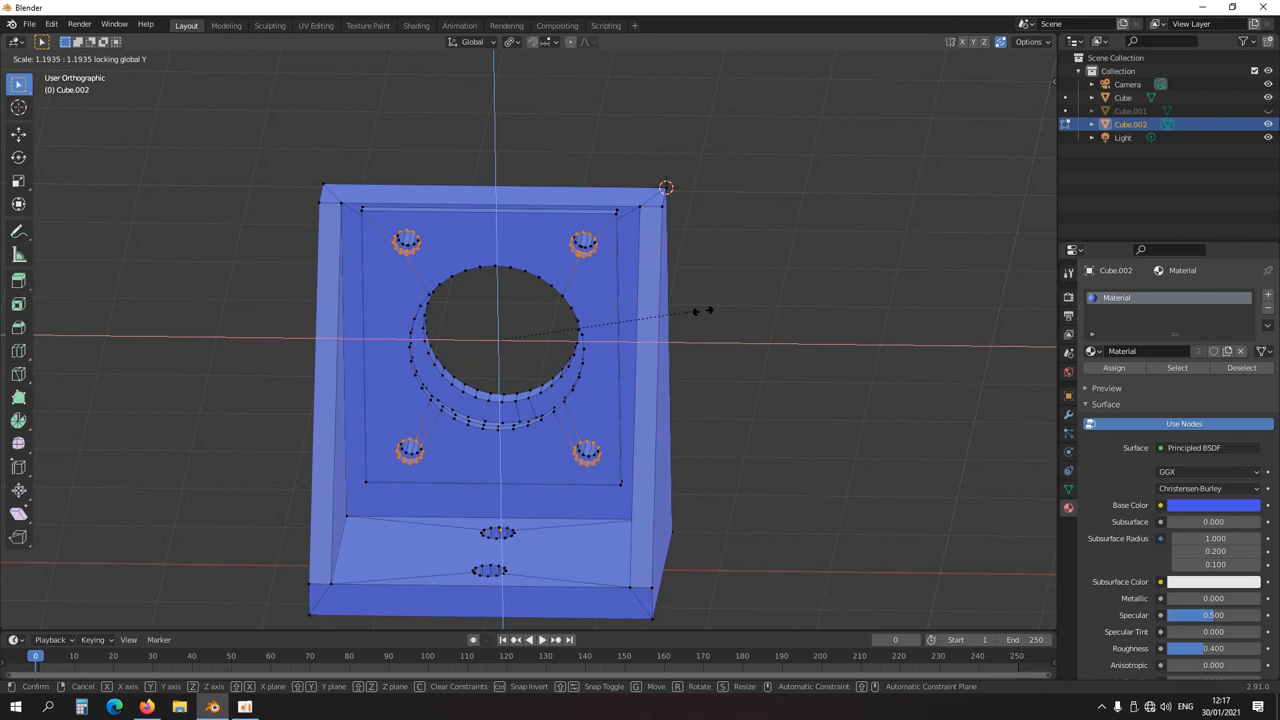 Blender
File Edit Render Window Help
Layout Modeling Sculpting UV Editing Texture Paint Shading Animation Rendering Compositing Scripting +
Scene
View Layer
Global
X Y Z
Options
Scale: 1.1935 : 1.1935 locking global Y
User Orthographic
(0) Cube.002
Scene Collection
Collection
Camera
Cube
Cube.001
Cube.002
Light
Cube.002 > Material
Material
Material 2
Assign Select Deselect
Preview
Surface
Use Nodes
Surface Principled BSDF
GGX
Christensen-Burley
Base Color
Subsurface 0.000
Subsurface Radius 1.000
0.200
0.100
Subsurface Color
Metallic 0.000
Specular 0.500
Specular Tint 0.000
Roughness 0.400
Anisotropic 0.000
Playback Keying View Marker
0 Start 1 End 250
0 10 20 30 40 50 60 70 80 90 100 110 120 130 140 150 160 170 180 190 200 210 220 230 240 250
Confirm Cancel X X axis Y Y axis Z Z axis X X plane Y Y plane Z Z plane C Clear Constraints Ctrl Snap Invert Snap Toggle G Move R Rotate S Resize Automatic Constraint Automatic Constraint Plane
2.91.0
ENG
12:17
30/01/2021